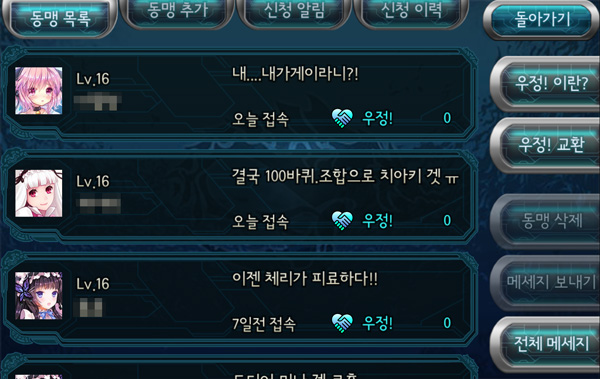 동맹 목록
동맹 추가
신청 알림
신청 이력
돌아가기
Lv.16
내....내가게이라니?!
오늘 접속
우정!
0
우정! 이란?
우정! 교환
Lv.16
결국 100바퀴.조합으로 치아키 겟 ㅠ
오늘 접속
우정!
0
동맹 삭제
메세지 보내기
Lv.16
이젠 체리가 피료하다!!
7일전 접속
우정!
0
전체 메세지